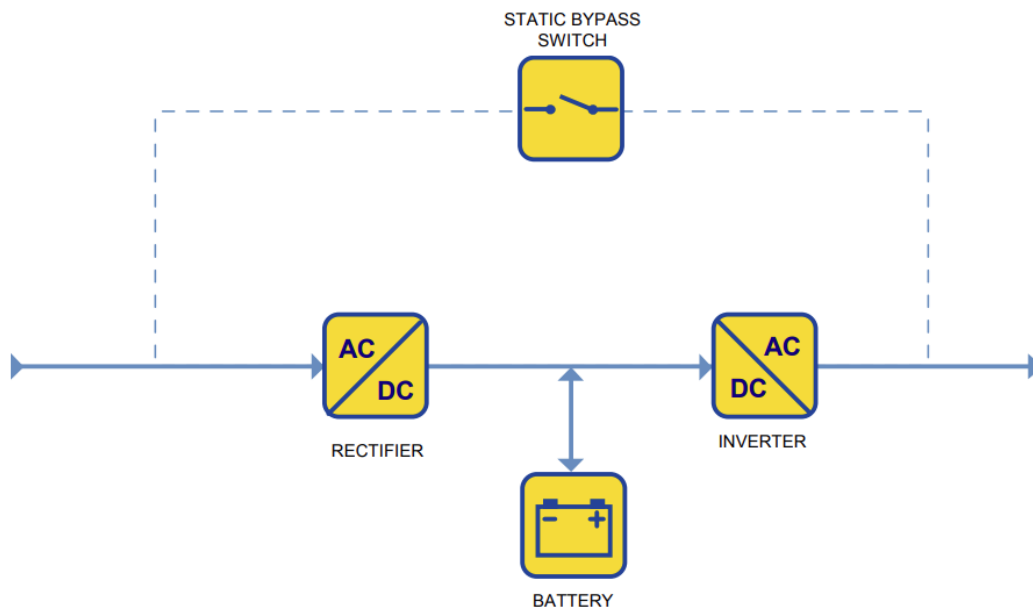 STATIC BYPASS
SWITCH
AC
DC
RECTIFIER
AC
DC
INVERTER
- +
BATTERY